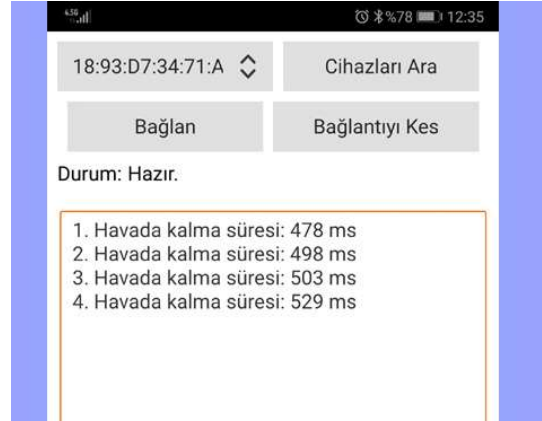 4.5G %78 12:35
18:93:D7:34:71:A Cihazları Ara
Bağlan Bağlantıyı Kes
Durum: Hazır.
1. Havada kalma süresi: 478 ms
2. Havada kalma süresi: 498 ms
3. Havada kalma süresi: 503 ms
4. Havada kalma süresi: 529 ms